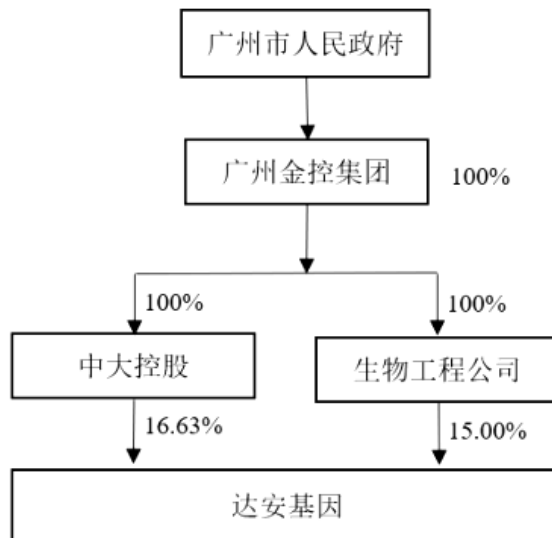 广州市人民政府
广州金控集团 100%
100% 100%
中大控股 生物工程公司
16.63% 15.00%
达安基因